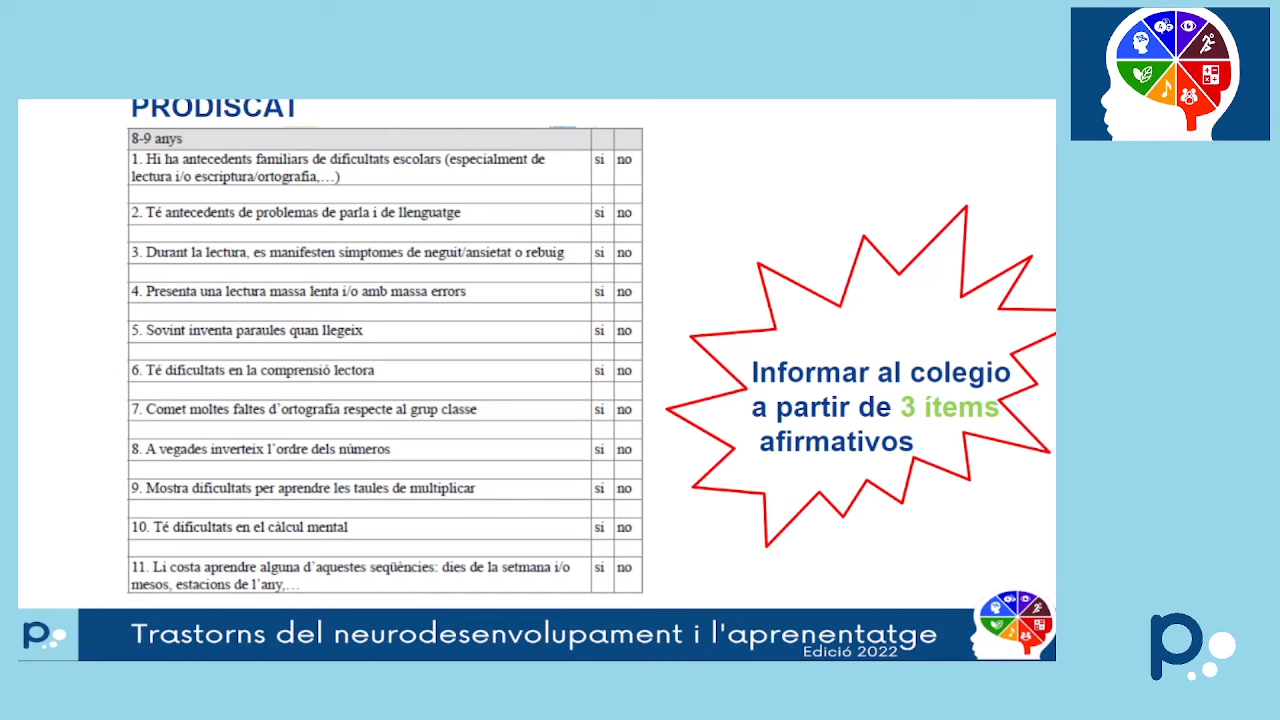 PRODISCAT
8-9 anys
1. Hi ha antecedents familiars de dificultats escolars (especialment de si no
lectura i/o escriptura/ortografia,…)
2. Té antecedents de problemas de parla i de llenguatge si no
3. Durant la lectura, es manifesten símptomes de neguit/ansietat o rebuig si no
4. Presenta una lectura massa lenta i/o amb massa errors si no
5. Sovint inventa paraules quan llegeix si no
6. Té dificultats en la comprensió lectora si no
7. Comet moltes faltes d'ortografia respecte al grup classe si no
8. A vegades inverteix l'ordre dels números si no
9. Mostra dificultats per aprendre les taules de multiplicar si no
10. Té dificultats en el càlcul mental si no
11. Li costa aprendre alguna d'aquestes seqüències: dies de la setmana i/o si no
mesos, estacions de l'any,…
Informar al colegio
a partir de 3 ítems
afirmativos
p
Trastorns del neurodesenvolupament i l'aprenentatge
Edició 2022
p